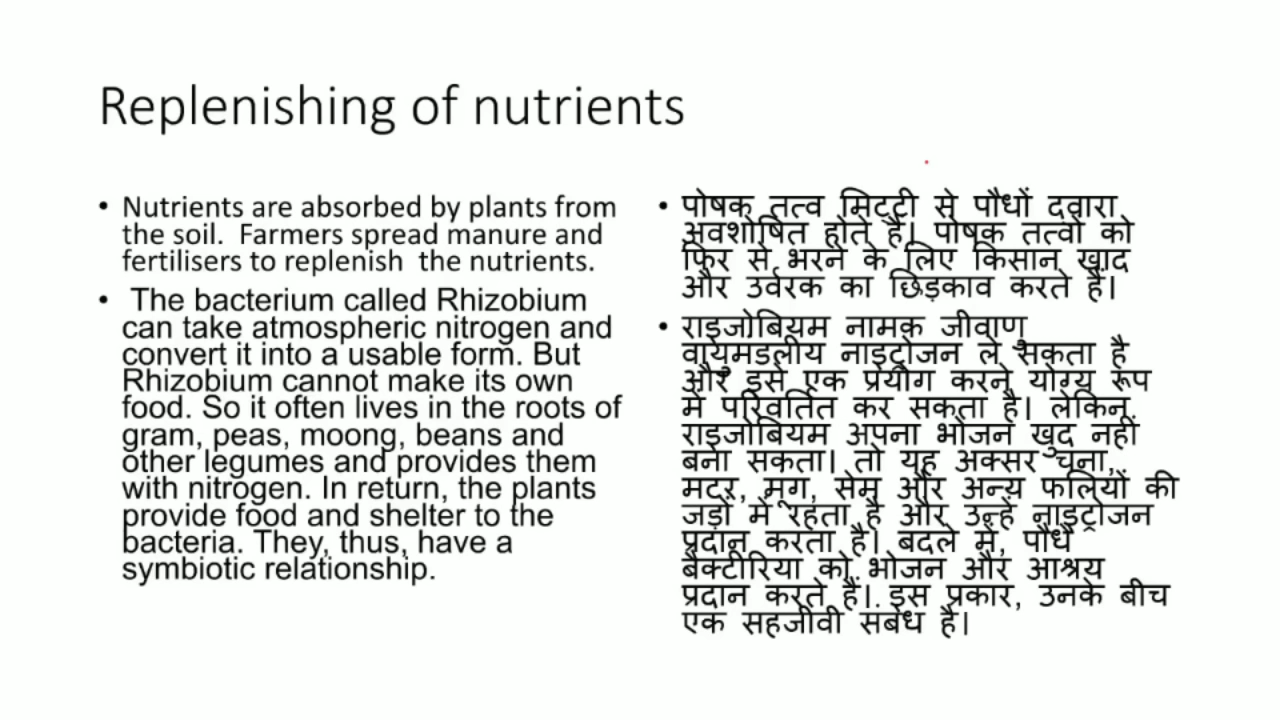 Replenishing of nutrients
• Nutrients are absorbed by plants from
the soil. Farmers spread manure and
fertilisers to replenish the nutrients.
• The bacterium called Rhizobium
can take atmospheric nitrogen and
convert it into a usable form. But
Rhizobium cannot make its own
food. So it often lives in the roots of
gram, peas, moong, beans and
other legumes and provides them
with nitrogen. In return, the plants
provide food and shelter to the
bacteria. They, thus, have a
symbiotic relationship.
• पोषक तत्व मिट्टी से पौधों द्वारा
अवशोषित होते हैं। पोषक तत्वों को
फिर से भरने के लिए किसान खाद
और उर्वरक का छिड़काव करते हैं।
• राइजोबियम नामक जीवाणु
वायुमंडलीय नाइट्रोजन ले सकता है
और इसे एक प्रयोग करने योग्य रूप
में परिवर्तित कर सकता है। लेकिन
राइजोबियम अपना भोजन खुद नहीं
बना सकता। तो यह अक्सर चना,
मटर, मूंग, सेम और अन्य फलियों की
जड़ों में रहता है और उन्हें नाइट्रोजन
प्रदान करता है। बदले में, पौधे
बैक्टीरिया को भोजन और आश्रय
प्रदान करते हैं। इस प्रकार, उनके बीच
एक सहजीवी संबंध है।